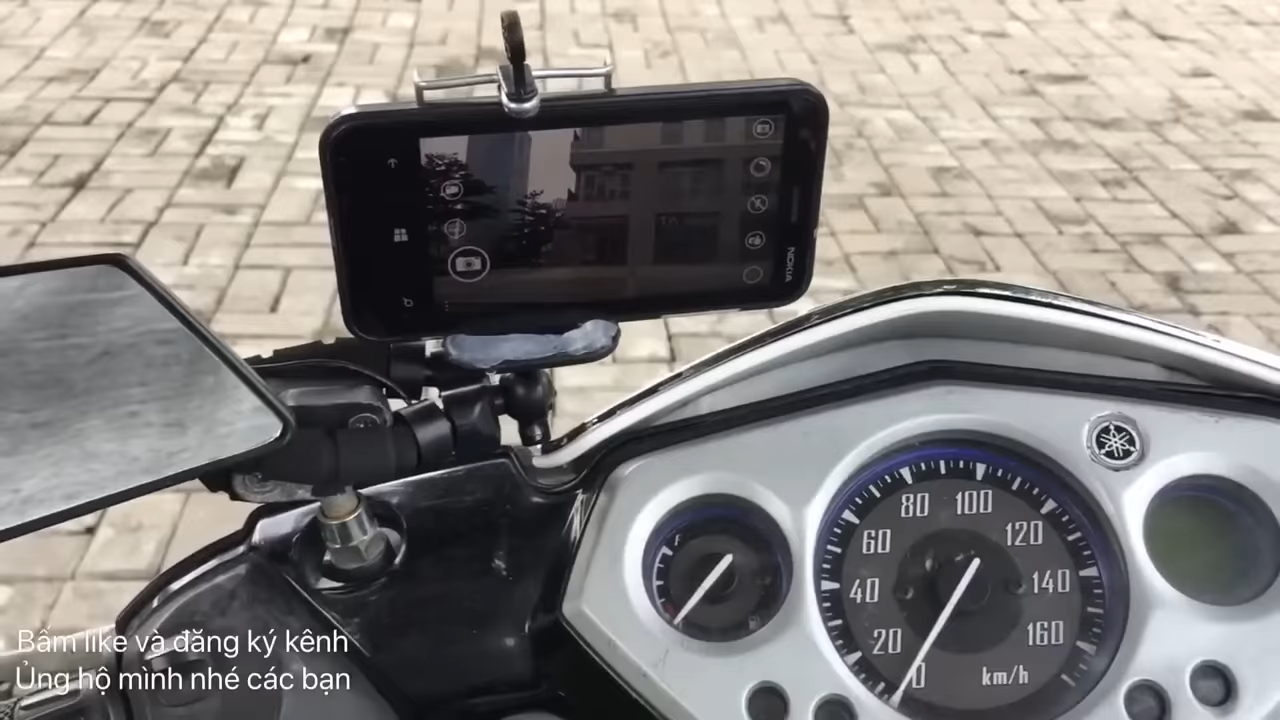 NOKIA
F
80 100
60 120
40 140
20 160
0
km/h
Bấm like và đăng ký kênh
Ủng hộ mình nhé các bạn